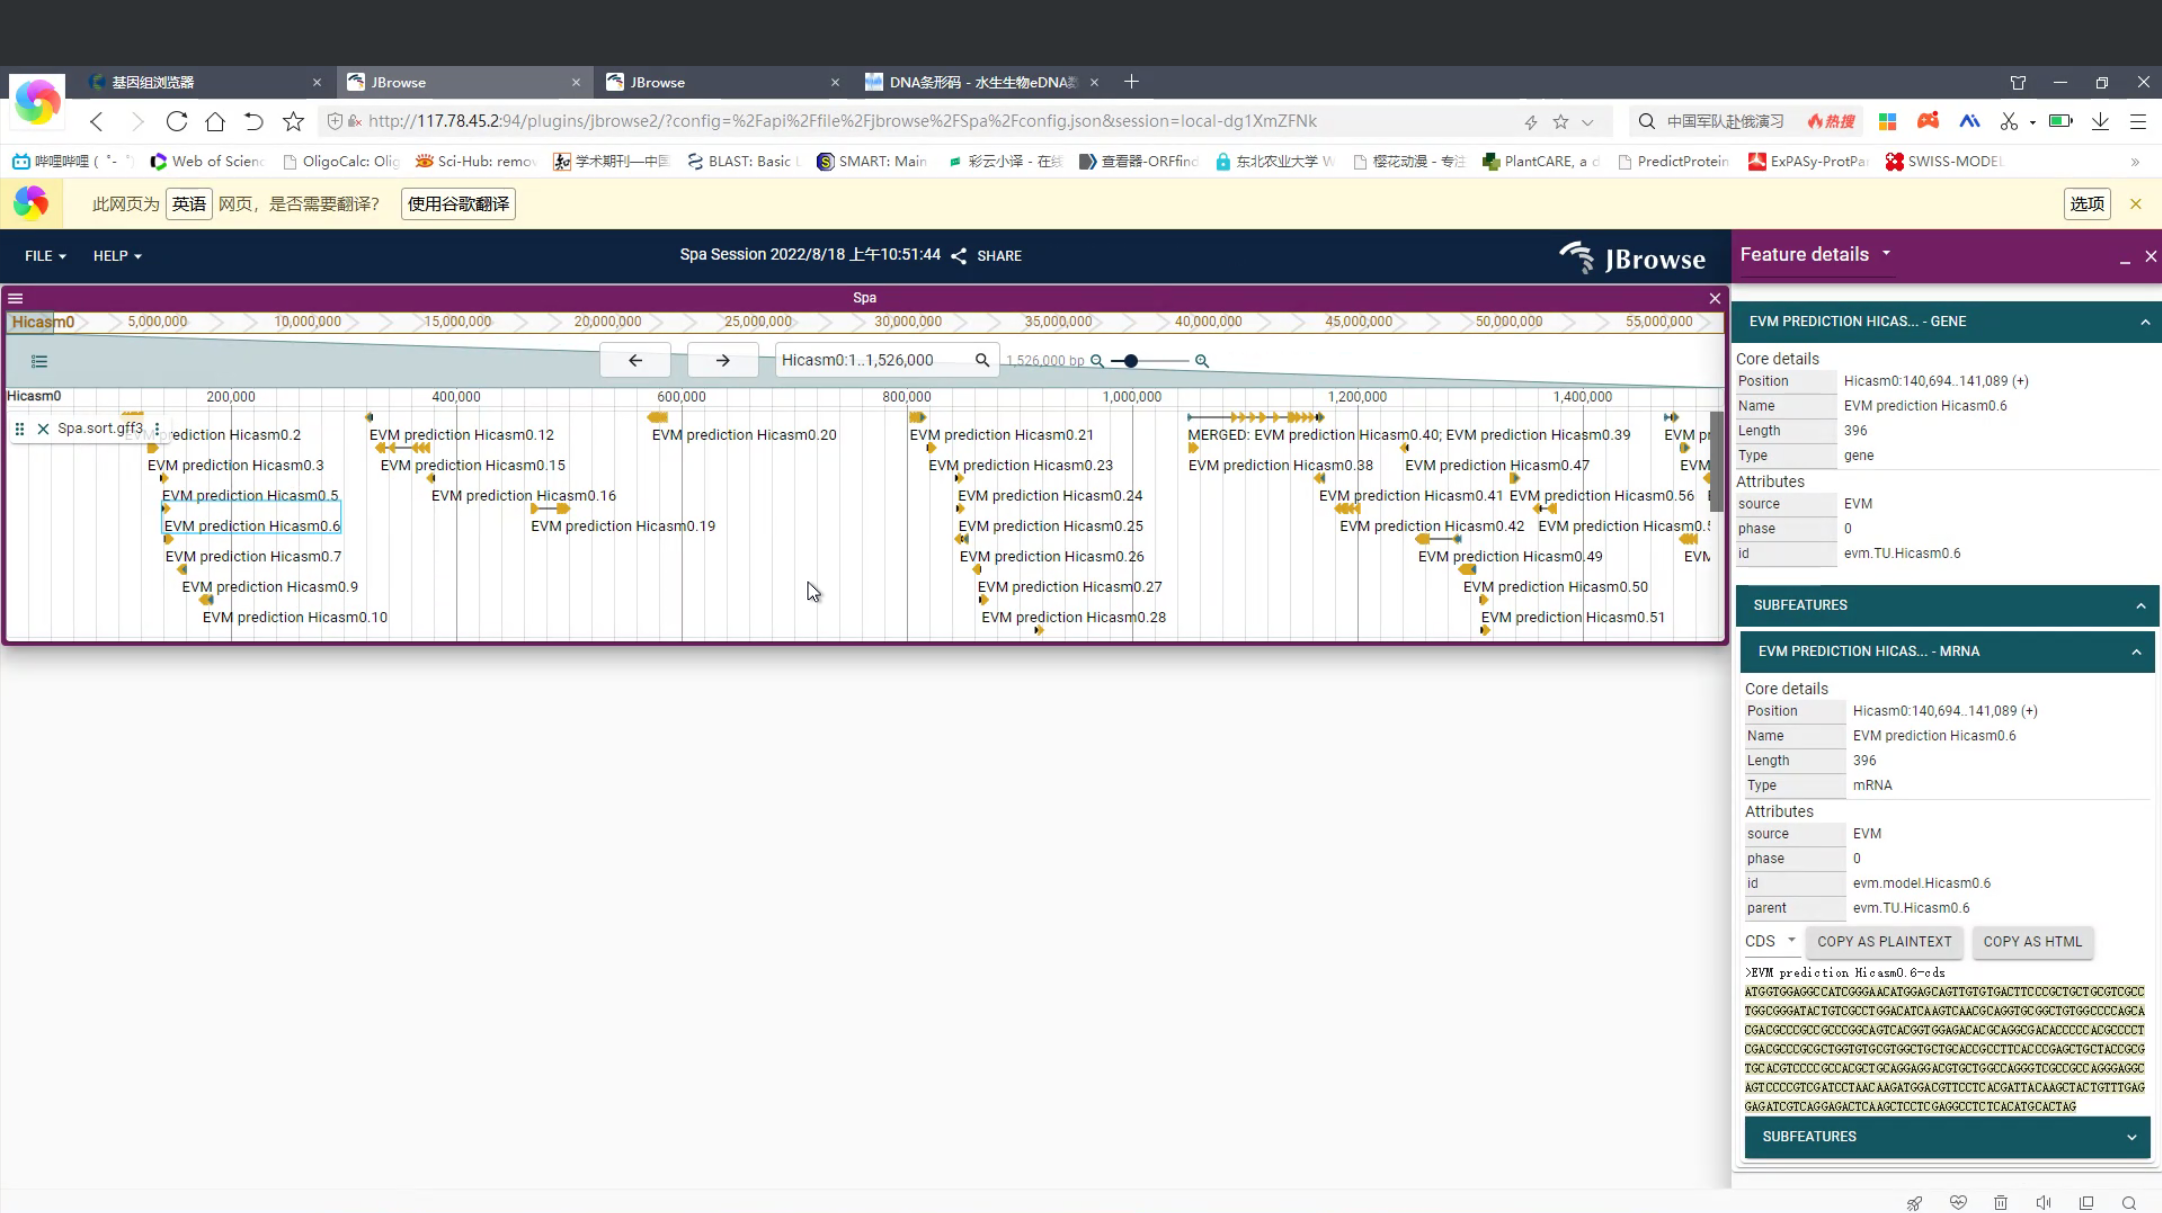 基因组浏览器
JBrowse
JBrowse
DNA条形码 - 水生生物eDNA
http://117.78.45.2:94/plugins/jbrowse2/?config=%2Fapi%2Ffile%2Fjbrowse%2FSpa%2Fconfig.json&session=local-dg1XmZFNk
中国军队赴俄演习
热搜
哔哩哔哩 ( ゜- ゜
Web of Scienc
OligoCalc: Olig
Sci-Hub: remov
学术期刊—中国
BLAST: Basic L
SMART: Main
彩云小译 - 在线
查看器-ORFfind
东北农业大学 W
樱花动漫 - 专注
PlantCARE, a d
PredictProtein
ExPASy-ProtPa
SWISS-MODEL
此网页为 英语 网页，是否需要翻译？ 使用谷歌翻译
选项
FILE
HELP
Spa Session 2022/8/18 上午10:51:44
SHARE
JBrowse
Spa
Hicasm0 5,000,000 10,000,000 15,000,000 20,000,000 25,000,000 30,000,000 35,000,000 40,000,000 45,000,000 50,000,000 55,000,000
Hicasm0:1..1,526,000
1,526,000 bp
Hicasm0 200,000 400,000 600,000 800,000 1,000,000 1,200,000 1,400,000
Spa.sort.gff3
prediction Hicasm0.2 EVM prediction Hicasm0.12 EVM prediction Hicasm0.20 EVM prediction Hicasm0.21 MERGED: EVM prediction Hicasm0.40; EVM prediction Hicasm0.39 EVM p
EVM prediction Hicasm0.3 EVM prediction Hicasm0.15 EVM prediction Hicasm0.23 EVM prediction Hicasm0.38 EVM prediction Hicasm0.47 EVM
EVM prediction Hicasm0.5 EVM prediction Hicasm0.16 EVM prediction Hicasm0.24 EVM prediction Hicasm0.41 EVM prediction Hicasm0.56
EVM prediction Hicasm0.6 EVM prediction Hicasm0.19 EVM prediction Hicasm0.25 EVM prediction Hicasm0.42 EVM prediction Hicasm0.5
EVM prediction Hicasm0.7 EVM prediction Hicasm0.26 EVM prediction Hicasm0.49 EVM
EVM prediction Hicasm0.9 EVM prediction Hicasm0.27 EVM prediction Hicasm0.50
EVM prediction Hicasm0.10 EVM prediction Hicasm0.28 EVM prediction Hicasm0.51
Feature details
EVM PREDICTION HICAS... - GENE
Core details
Position Hicasm0:140,694..141,089 (+)
Name EVM prediction Hicasm0.6
Length 396
Type gene
Attributes
source EVM
phase 0
id evm.TU.Hicasm0.6
SUBFEATURES
EVM PREDICTION HICAS... - MRNA
Core details
Position Hicasm0:140,694..141,089 (+)
Name EVM prediction Hicasm0.6
Length 396
Type mRNA
Attributes
source EVM
phase 0
id evm.model.Hicasm0.6
parent evm.TU.Hicasm0.6
CDS COPY AS PLAINTEXT COPY AS HTML
>EVM prediction Hicasm0.6-cds
ATGGTGGAGGCCATCGGGAACATGGAGCAGTTGTGTGACTTCCCGCTGCTGCGTCGCC
TGGCGGGATACTGTCGCCTGGACATCAAGTCAACGCAGGTGCGGCTGTGGCCCCAGCA
CGACGCCCGCCGCCCGGCAGTCACGGTGGAGACACGCAGGCGACACCCCCACGCCCCT
CGACGCCCGCGCTGGTGTGCGTGGCTGCTGCACCGCCTTCACCCGAGCTGCTACCGCG
TGCACGTCCCCGCCACGCTGCAGGAGGACGTGCTGGCCAGGGTCGCCGCCAGGGAGGC
AGTCCCCGTCGATCCTAACAAGATGGACGTTCCTCACGATTACAAGCTACTGTTTGAG
GAGATCGTCAGGAGACTCAAGCTCCTCGAGGCCTCTCACATGCACTAG
SUBFEATURES